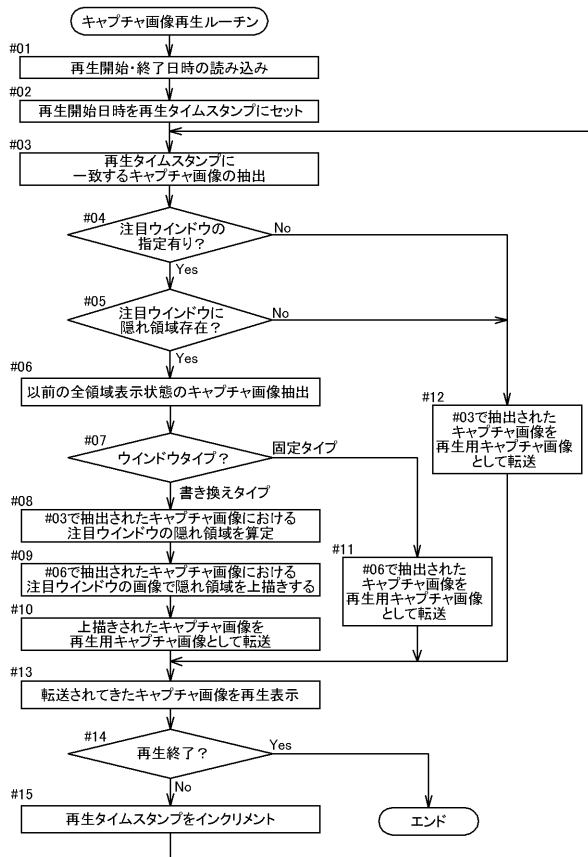 キャプチャ画像再生ルーチン
#01
再生開始・終了日時の読み込み
#02
再生開始日時を再生タイムスタンプにセット
#03
再生タイムスタンプに
一致するキャプチャ画像の抽出
#04
注目ウインドウの
指定有り？
No
Yes
#05
注目ウインドウに
隠れ領域存在？
No
Yes
#06
以前の全領域表示状態のキャプチャ画像抽出
#12
#03で抽出された
キャプチャ画像を
再生用キャプチャ画像
として転送
#07
ウインドウタイプ？
固定タイプ
書き換えタイプ
#08
#03で抽出されたキャプチャ画像における
注目ウインドウの隠れ領域を算定
#09
#06で抽出されたキャプチャ画像における
注目ウインドウの画像で隠れ領域を上描きする
#11
#06で抽出された
キャプチャ画像を
再生用キャプチャ画像
として転送
#10
上描きされたキャプチャ画像を
再生用キャプチャ画像として転送
#13
転送されてきたキャプチャ画像を再生表示
#14
再生終了？
Yes
No
#15
再生タイムスタンプをインクリメント
エンド